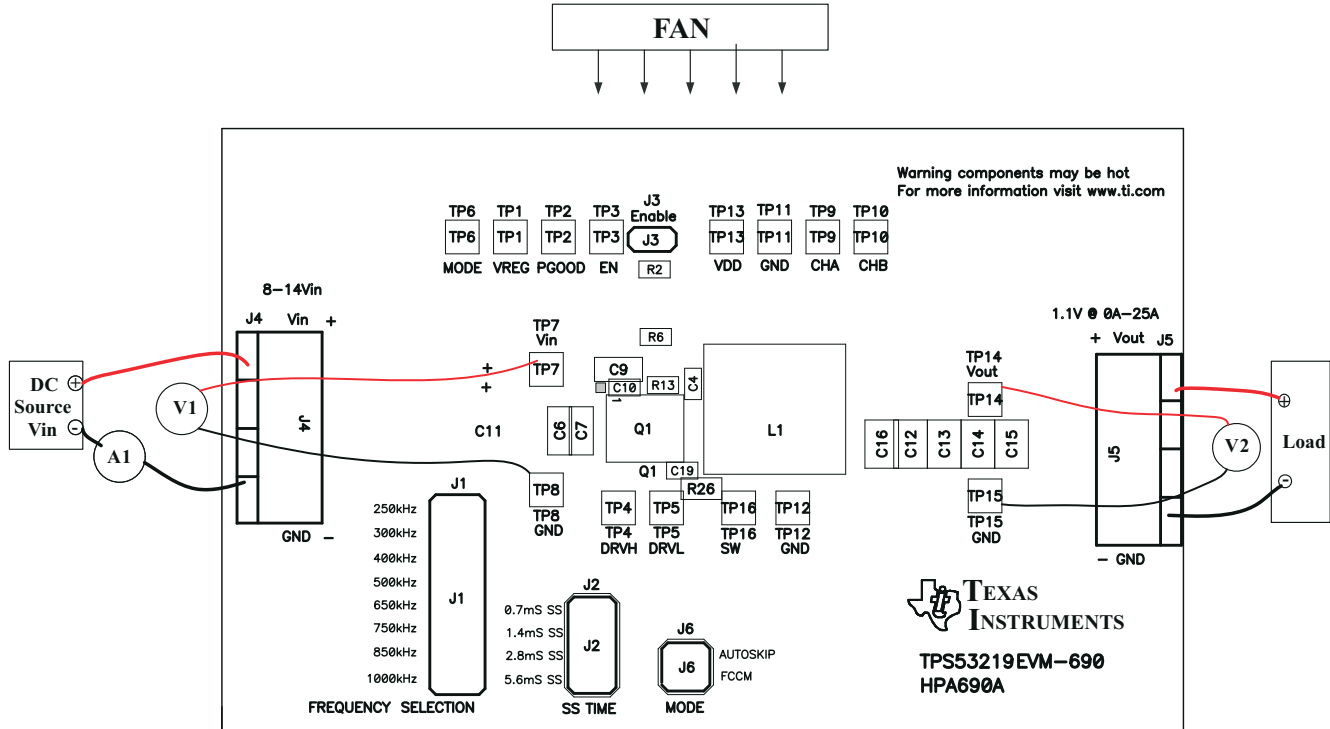 FAN
Warning components may be hot
For more information visit www.ti.com
TP6 TP1 TP2 TP3 J3 Enable TP13 TP11 TP9 TP10
TP6 TP1 TP2 TP3 J3 TP13 TP11 TP9 TP10
MODE VREG PGOOD EN R2 VDD GND CHA CHB
8-14Vin
J4 Vin +
TP7
Vin
TP7
+
+
R6
C9
C10 R13 C4
1
1.1V @ 0A-25A
+ Vout J5
TP14
Vout
TP14
DC
Source
Vin
+
-
V1
A1
J4
C11
C6 C7
Q1
L1
C16 C12 C13 C14 C15
J5
V2
+
Load
-
Q1 C19
R26
TP8
TP8
GND
TP4 TP5 TP16 TP12
TP4 TP5 TP16 TP12
DRVH DRVL SW GND
TP15
TP15
GND
GND -
- GND
J1
250kHz
300kHz
400kHz
500kHz
650kHz
750kHz
850kHz
1000kHz
J1
FREQUENCY SELECTION
J2
0.7mS SS
1.4mS SS
2.8mS SS
5.6mS SS
J2
SS TIME
J6
J6
AUTOSKIP
FCCM
MODE
TEXAS
INSTRUMENTS
TPS53219EVM-690
HPA690A